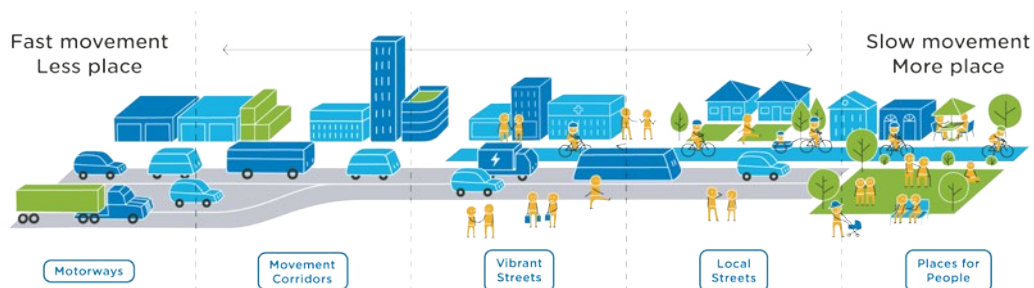 Fast movement
Less place
Slow movement
More place
Motorways
Movement
Corridors
Vibrant
Streets
Local
Streets
Places for
People